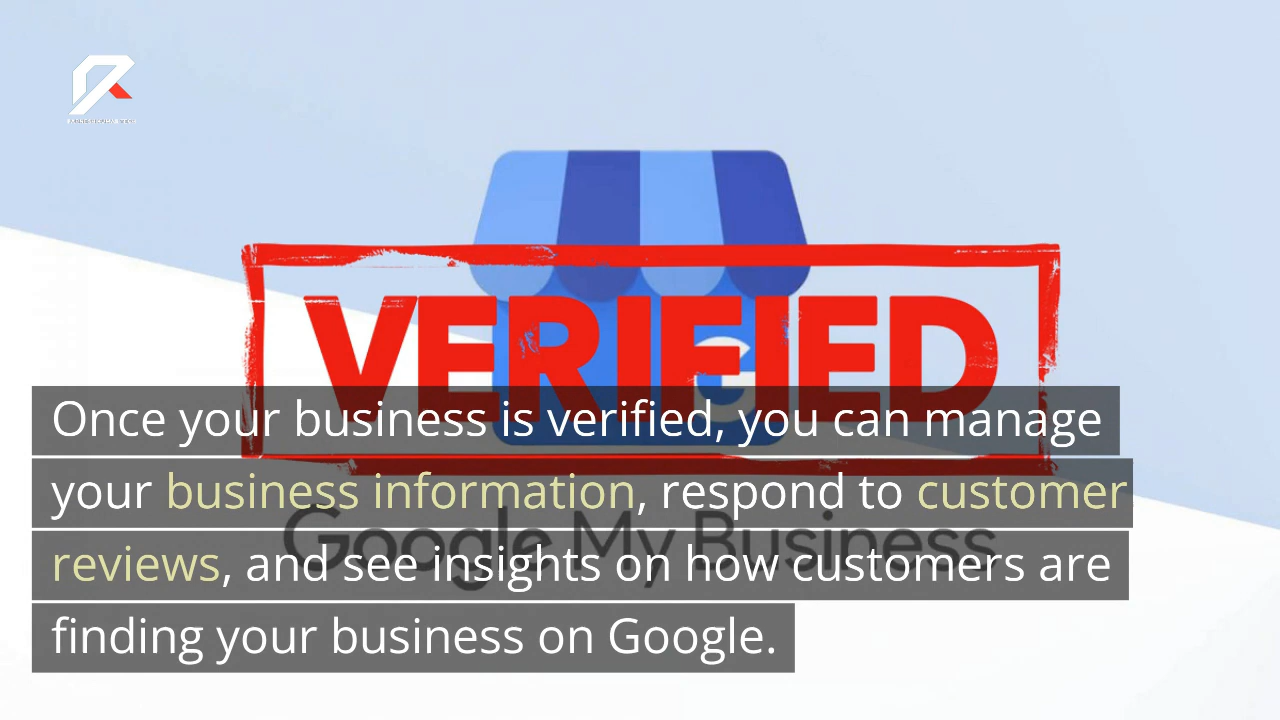 VERIFIED
Google My Business
Once your business is verified, you can manage
your business information, respond to customer
reviews, and see insights on how customers are
finding your business on Google.